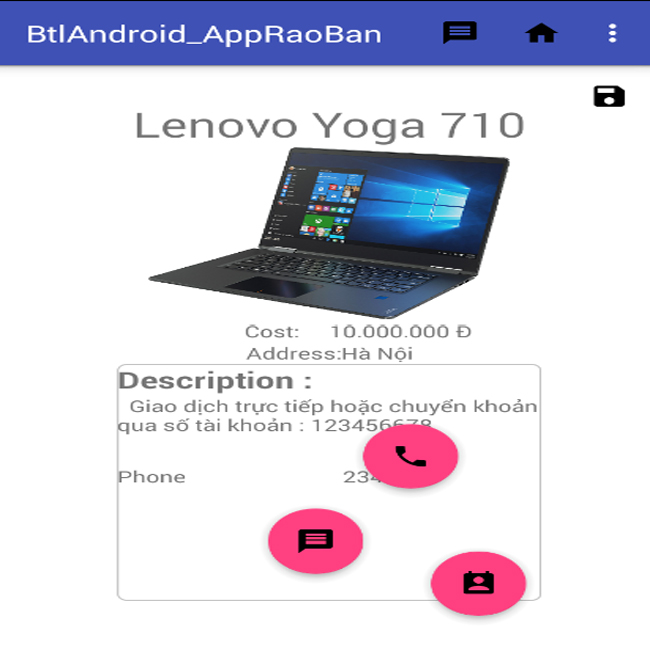 BtlAndroid_AppRaoBan
Lenovo Yoga 710
Cost: 10.000.000 Đ
Address:Hà Nội
Description :
Giao dịch trực tiếp hoặc chuyển khoản
qua số tài khoản : 123456678
Phone